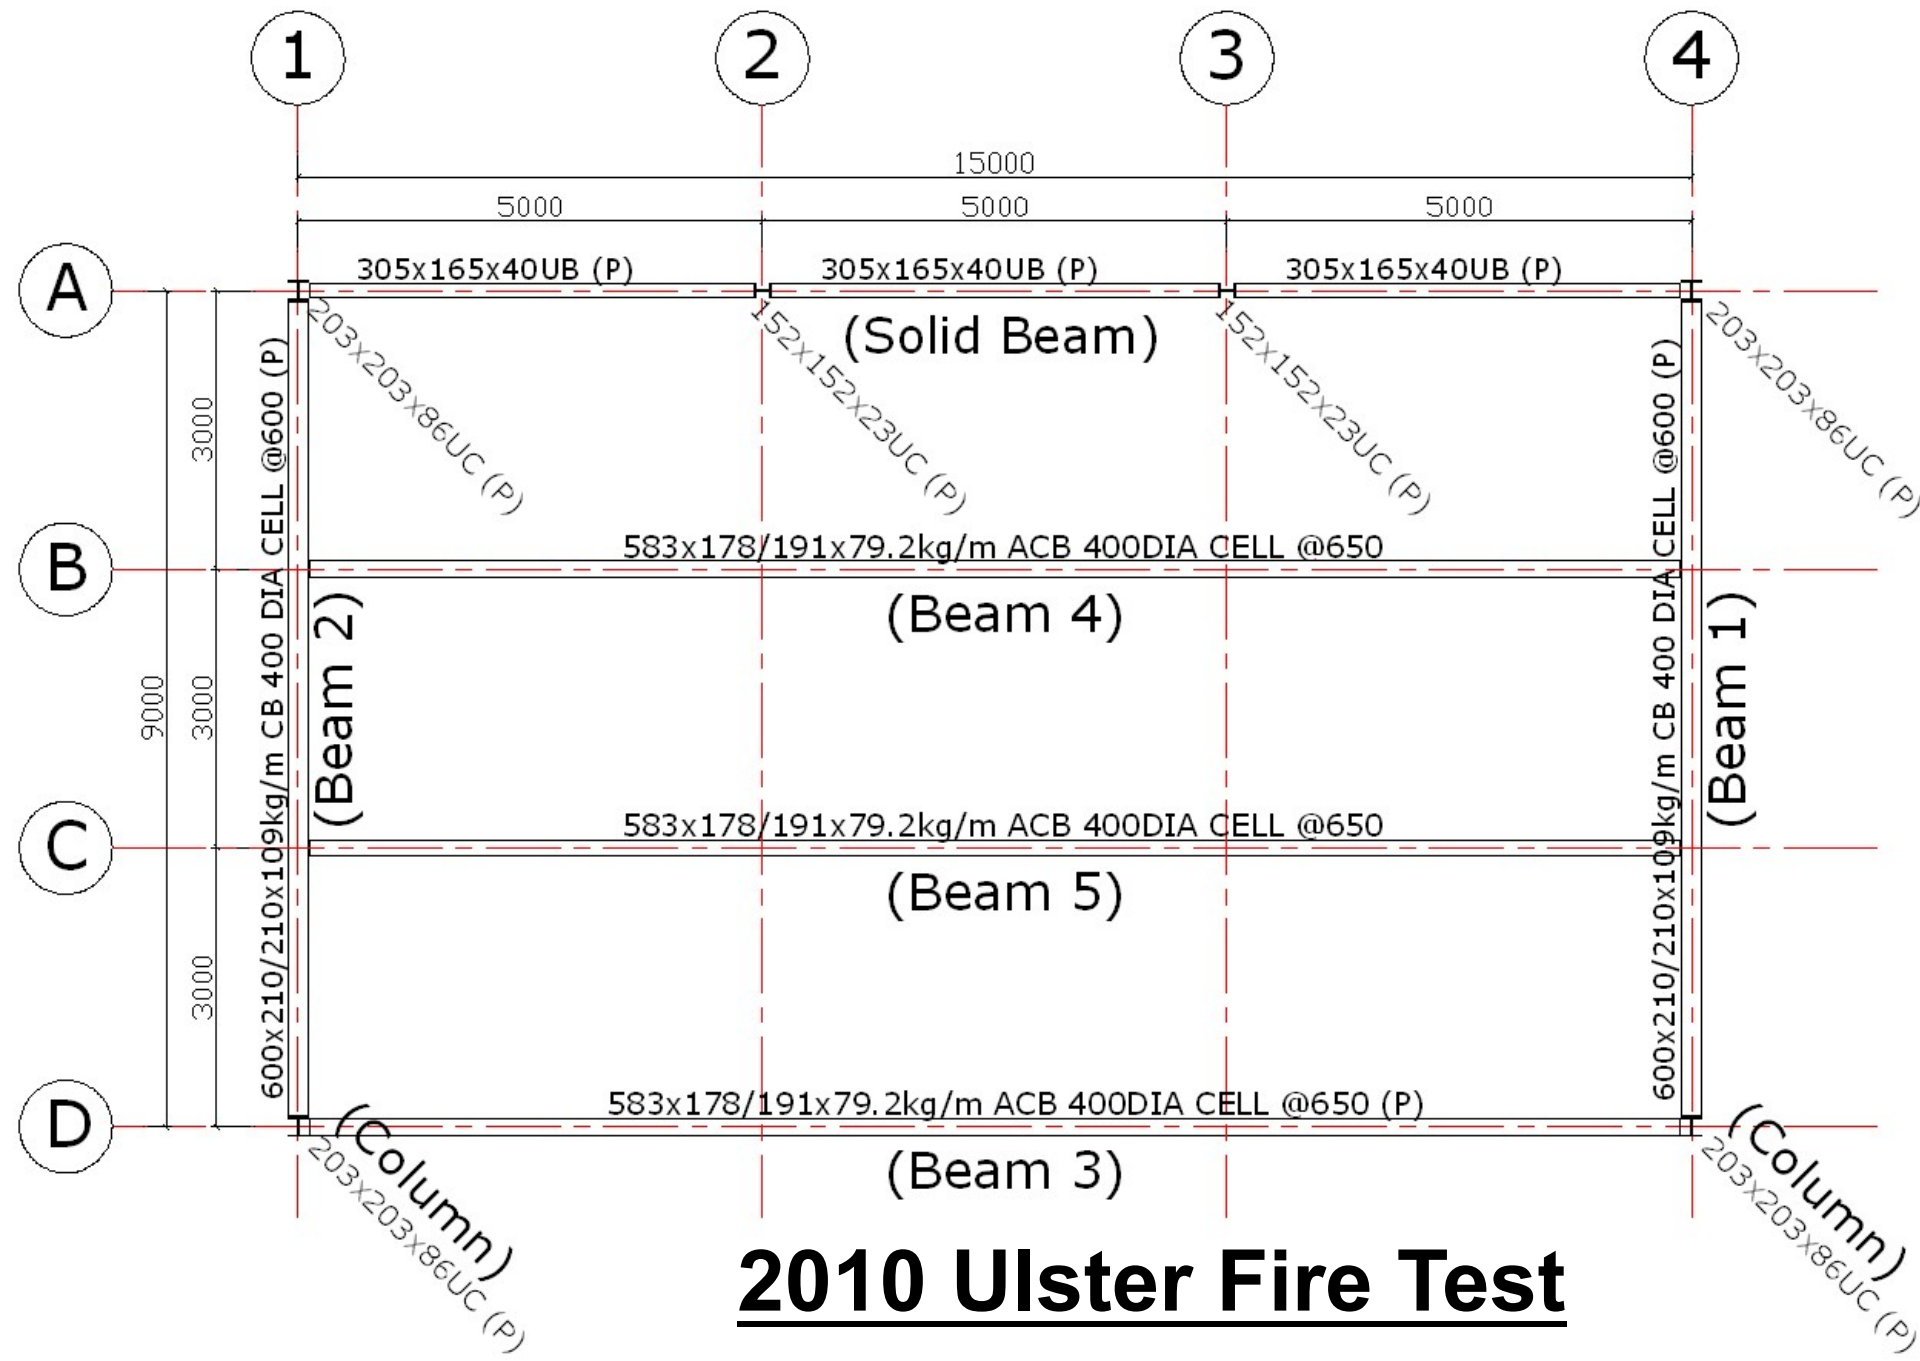 1
2
3
4
15000
5000
5000
5000
A
305x165x40UB (P)
305x165x40UB (P)
305x165x40UB (P)
(Solid Beam)
203x203x86UC (P)
152x152x23UC (P)
152x152x23UC (P)
203x203x86UC (P)
3000
3000
3000
9000
600x210/210x109kg/m CB 400 DIA CELL @600 (P)
(Beam 2)
600x210/210x109kg/m CB 400 DIA CELL @600 (P)
(Beam 1)
B
583x178/191x79.2kg/m ACB 400DIA CELL @650
(Beam 4)
C
583x178/191x79.2kg/m ACB 400DIA CELL @650
(Beam 5)
D
583x178/191x79.2kg/m ACB 400DIA CELL @650 (P)
(Beam 3)
(Column)
203x203x86UC (P)
(Column)
203x203x86UC (P)
2010 Ulster Fire Test